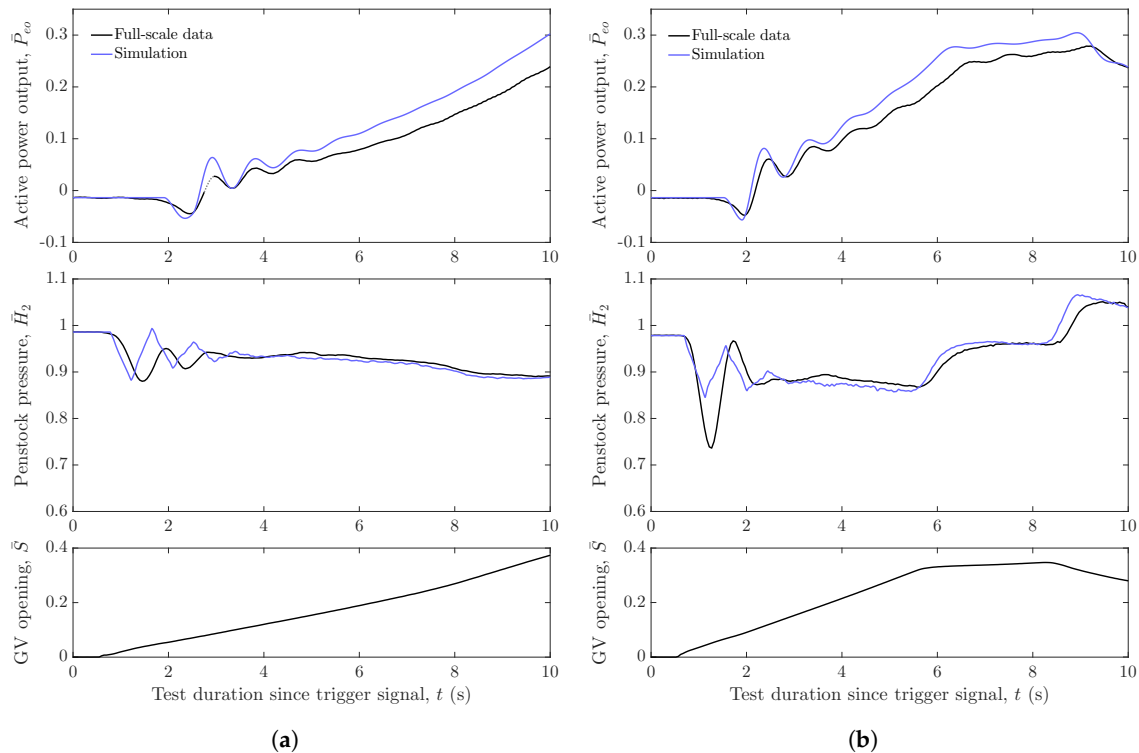 Active power output, P̄eo
0.3
0.2
0.1
0
-0.1
Full-scale data
Simulation
0 2 4 6 8 10
Penstock pressure, H̄2
1.1
1
0.9
0.8
0.7
0.6
0 2 4 6 8 10
GV opening, S̄
0.4
0.2
0
0 2 4 6 8 10
Test duration since trigger signal, t (s)
(a)
Active power output, P̄eo
0.3
0.2
0.1
0
-0.1
Full-scale data
Simulation
0 2 4 6 8 10
Penstock pressure, H̄2
1.1
1
0.9
0.8
0.7
0.6
0 2 4 6 8 10
GV opening, S̄
0.4
0.2
0
0 2 4 6 8 10
Test duration since trigger signal, t (s)
(b)